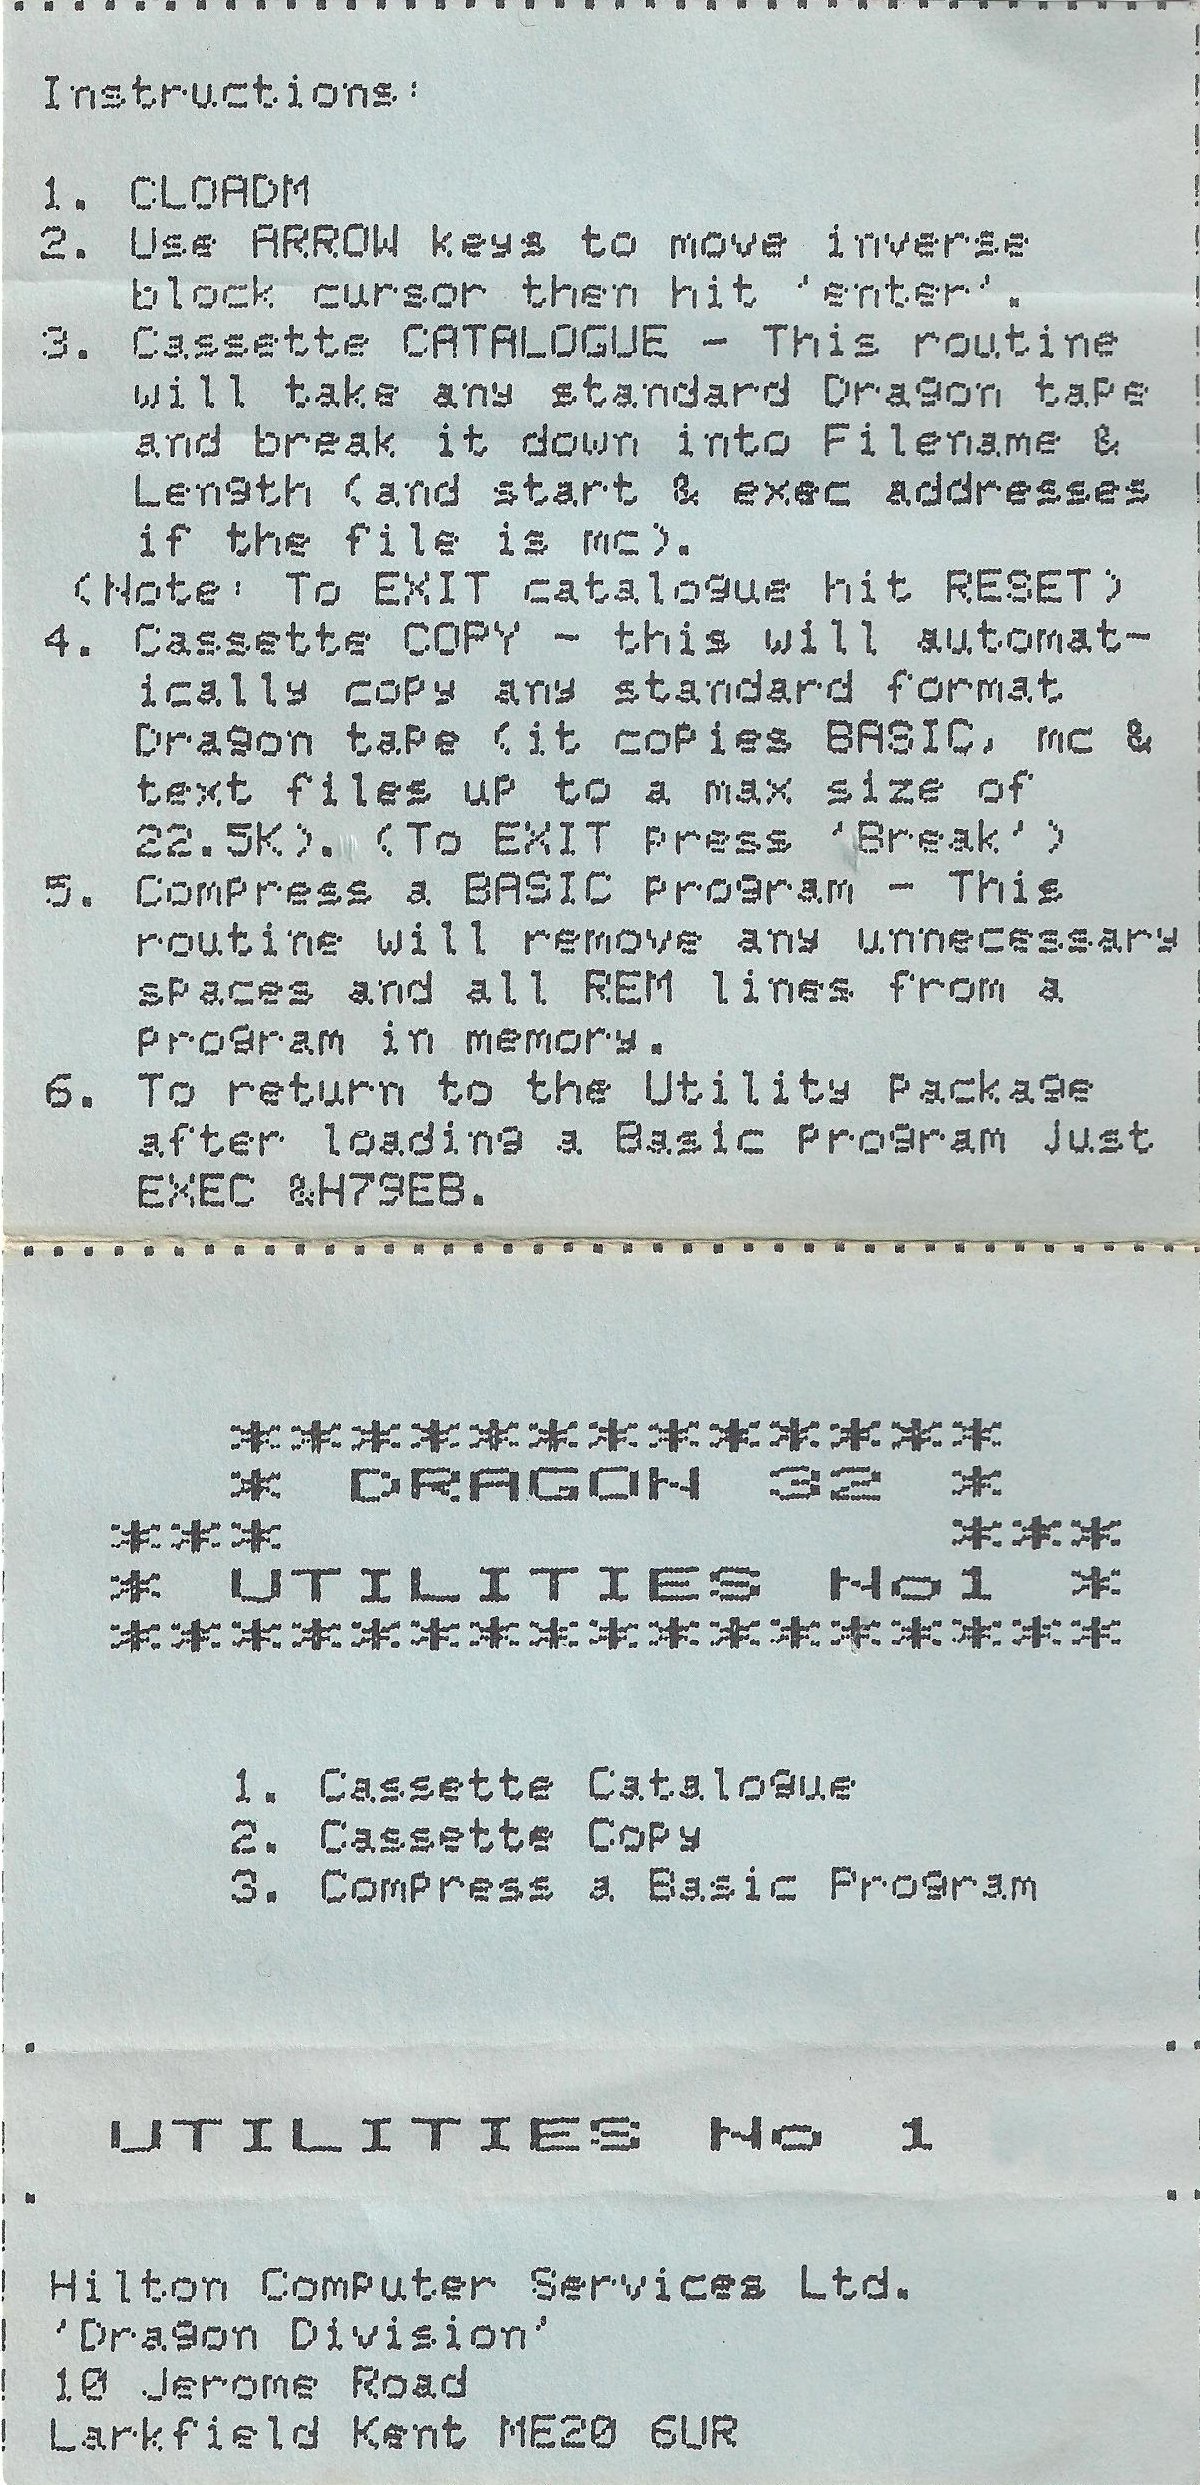 Instructions:
1. CLOADM
2. Use ARROW keys to move inverse
block cursor then hit 'enter'.
3. Cassette CATALOGUE - This routine
will take any standard Dragon tape
and break it down into Filename &
Length (and start & exec addresses
if the file is mc).
(Note: To EXIT catalogue hit RESET)
4. Cassette COPY - this will automat-
ically copy any standard format
Dragon tape (it copies BASIC, mc &
text files up to a max size of
22.5K). (To EXIT press 'Break')
5. Compress a BASIC program - This
routine will remove any unnecessary
spaces and all REM lines from a
program in memory.
6. To return to the Utility package
after loading a Basic program just
EXEC &H79EB.
*************
* DRAGON 32 *
*** ***
* UTILITIES No1 *
*****************
1. Cassette Catalogue
2. Cassette Copy
3. Compress a Basic Program
UTILITIES No 1
Hilton Computer Services Ltd.
'Dragon Division'
10 Jerome Road
Larkfield Kent ME20 6UR